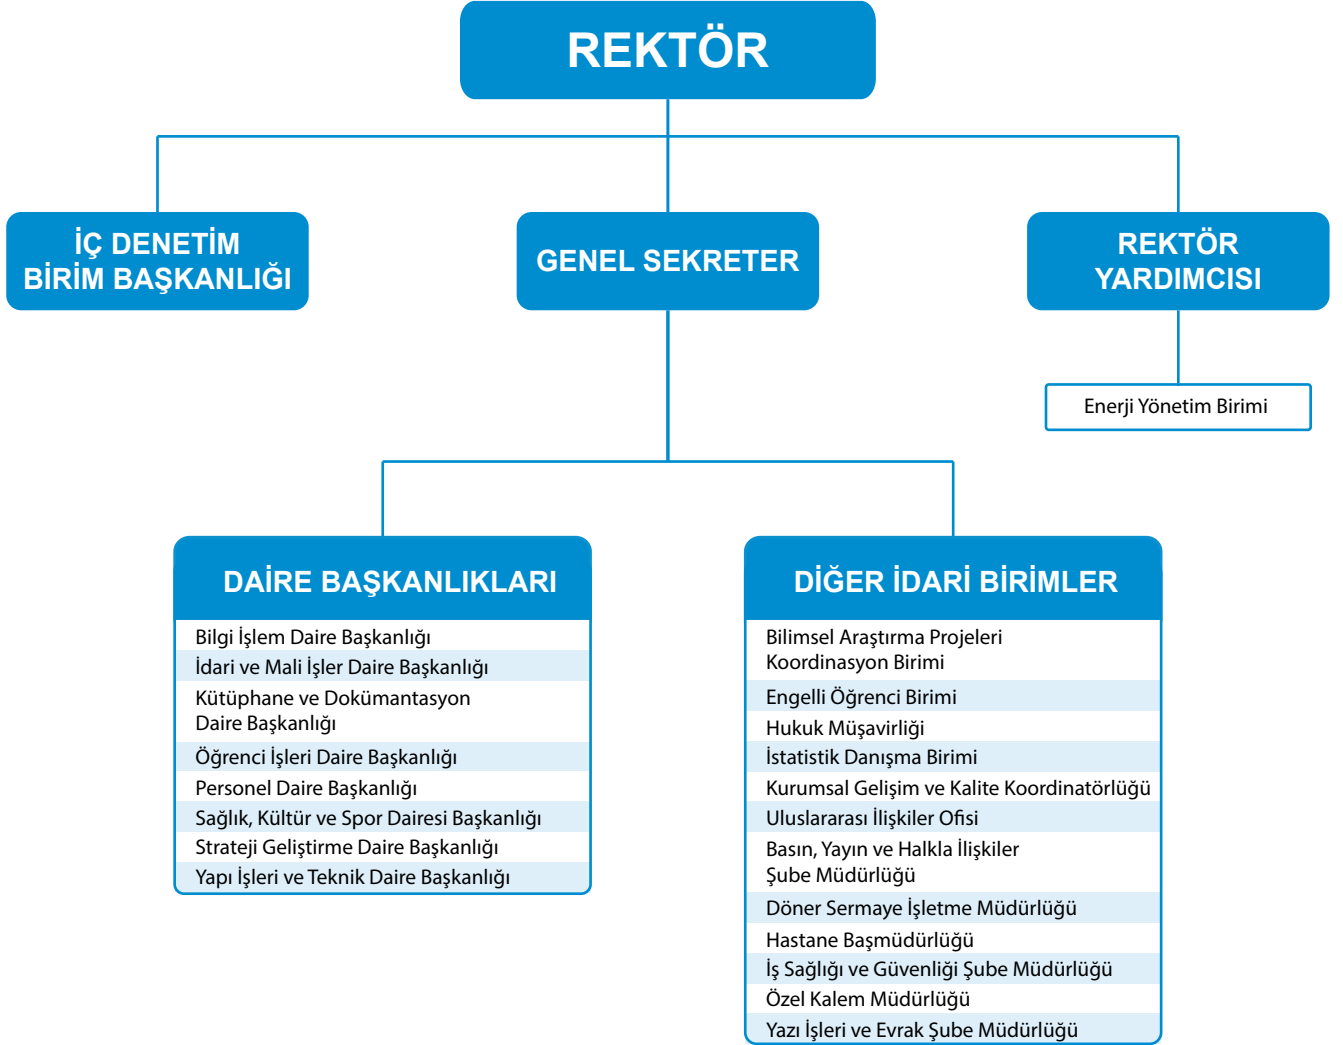 REKTÖR
İÇ DENETİM
BİRİM BAŞKANLIĞI
GENEL SEKRETER
REKTÖR
YARDIMCISI
Enerji Yönetim Birimi
DAİRE BAŞKANLIKLARI
Bilgi İşlem Daire Başkanlığı
İdari ve Mali İşler Daire Başkanlığı
Kütüphane ve Dokümantasyon
Daire Başkanlığı
Öğrenci İşleri Daire Başkanlığı
Personel Daire Başkanlığı
Sağlık, Kültür ve Spor Dairesi Başkanlığı
Strateji Geliştirme Daire Başkanlığı
Yapı İşleri ve Teknik Daire Başkanlığı
DİĞER İDARİ BİRİMLER
Bilimsel Araştırma Projeleri
Koordinasyon Birimi
Engelli Öğrenci Birimi
Hukuk Müşavirliği
İstatistik Danışma Birimi
Kurumsal Gelişim ve Kalite Koordinatörlüğü
Uluslararası İlişkiler Ofisi
Basın, Yayın ve Halkla İlişkiler
Şube Müdürlüğü
Döner Sermaye İşletme Müdürlüğü
Hastane Başmüdürlüğü
İş Sağlığı ve Güvenliği Şube Müdürlüğü
Özel Kalem Müdürlüğü
Yazı İşleri ve Evrak Şube Müdürlüğü